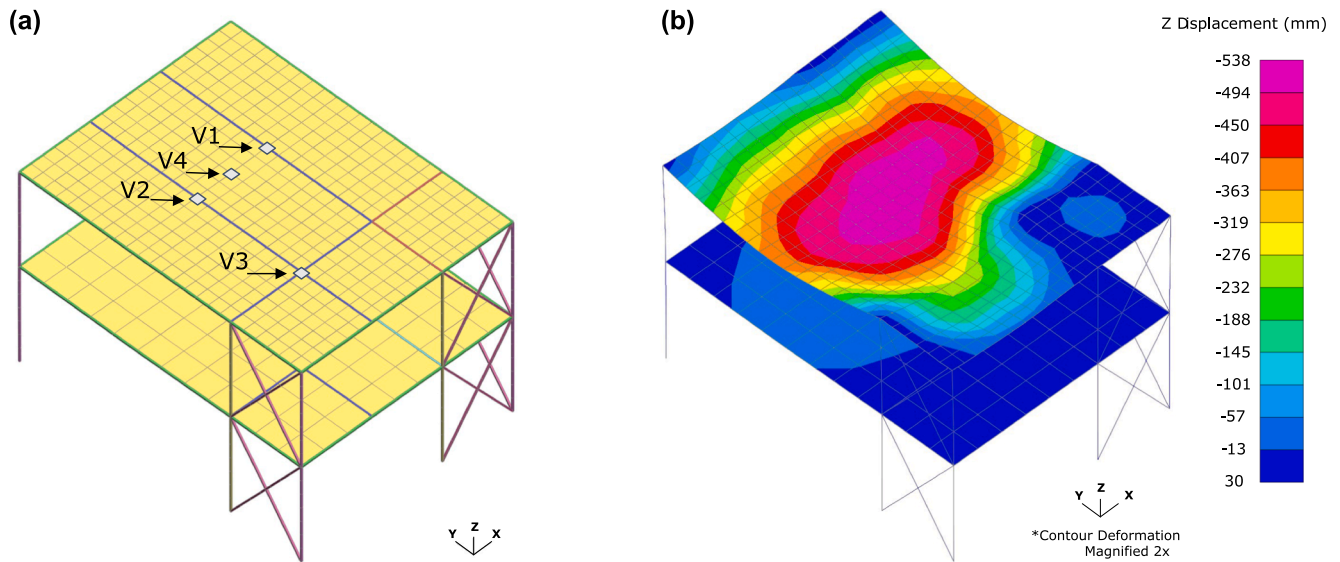 (a)
V1
V4
V2
V3
Y Z X
(b)
Z Displacement (mm)
-538
-494
-450
-407
-363
-319
-276
-232
-188
-145
-101
-57
-13
30
Y Z X
*Contour Deformation
Magnified 2x